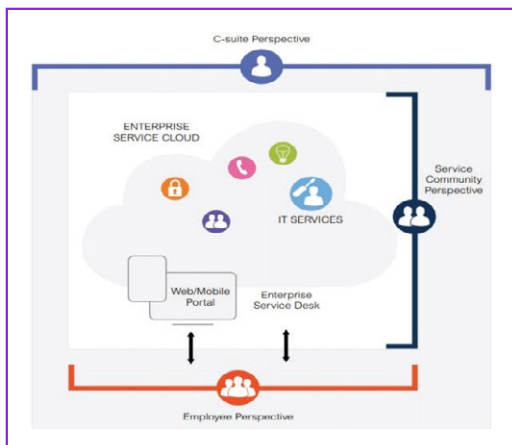 C-suite Perspective
ENTERPRISE
SERVICE CLOUD
Service
Community
Perspective
IT SERVICES
Web/Mobile
Portal
Enterprise
Service Desk
Employee Perspective